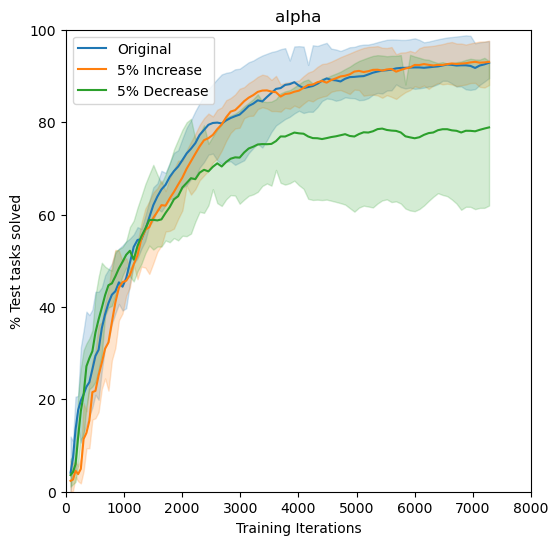 alpha
Original
5% Increase
5% Decrease
% Test tasks solved
100
80
60
40
20
0
0 1000 2000 3000 4000 5000 6000 7000 8000
Training Iterations